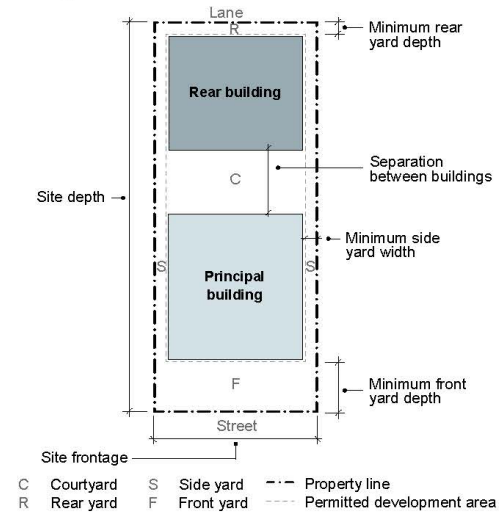 Lane
R
Minimum rear
yard depth
Rear building
Separation
between buildings
C
Site depth
Minimum side
yard width
S
S
Principal
building
F
Minimum front
yard depth
Street
Site frontage
C Courtyard S Side yard Property line
R Rear yard F Front yard Permitted development area